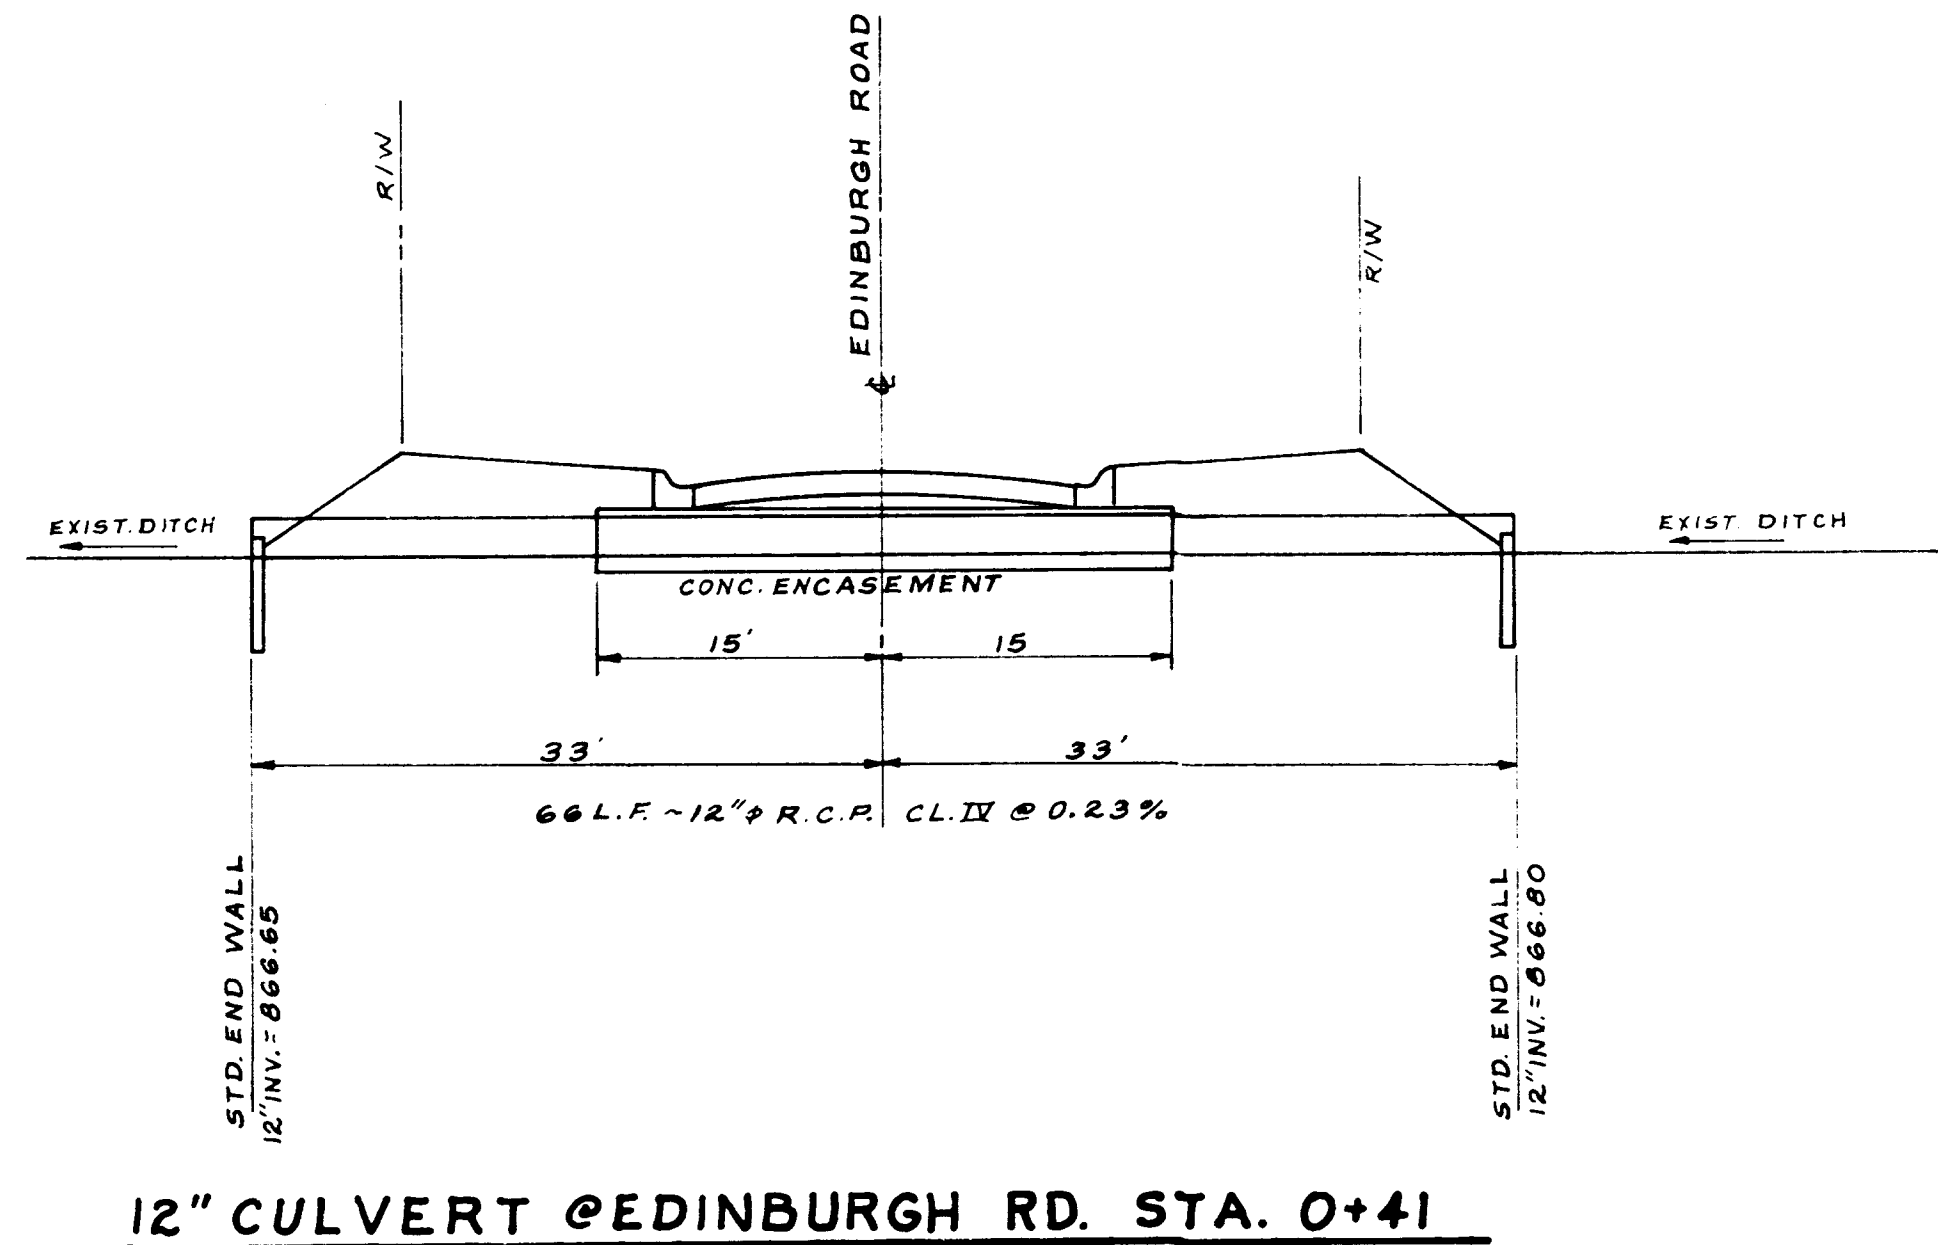 EDINBURGH ROAD
R/W
R/W
℄
EXIST. DITCH
EXIST. DITCH
CONC. ENCASEMENT
15'
15
33'
33'
66 L.F. ~12"ϕ R.C.P. CL. IV @ 0.23%
STD. END WALL
12" INV. = 866.65
STD. END WALL
12" INV. = 866.80
12" CULVERT @ EDINBURGH RD. STA. 0+41